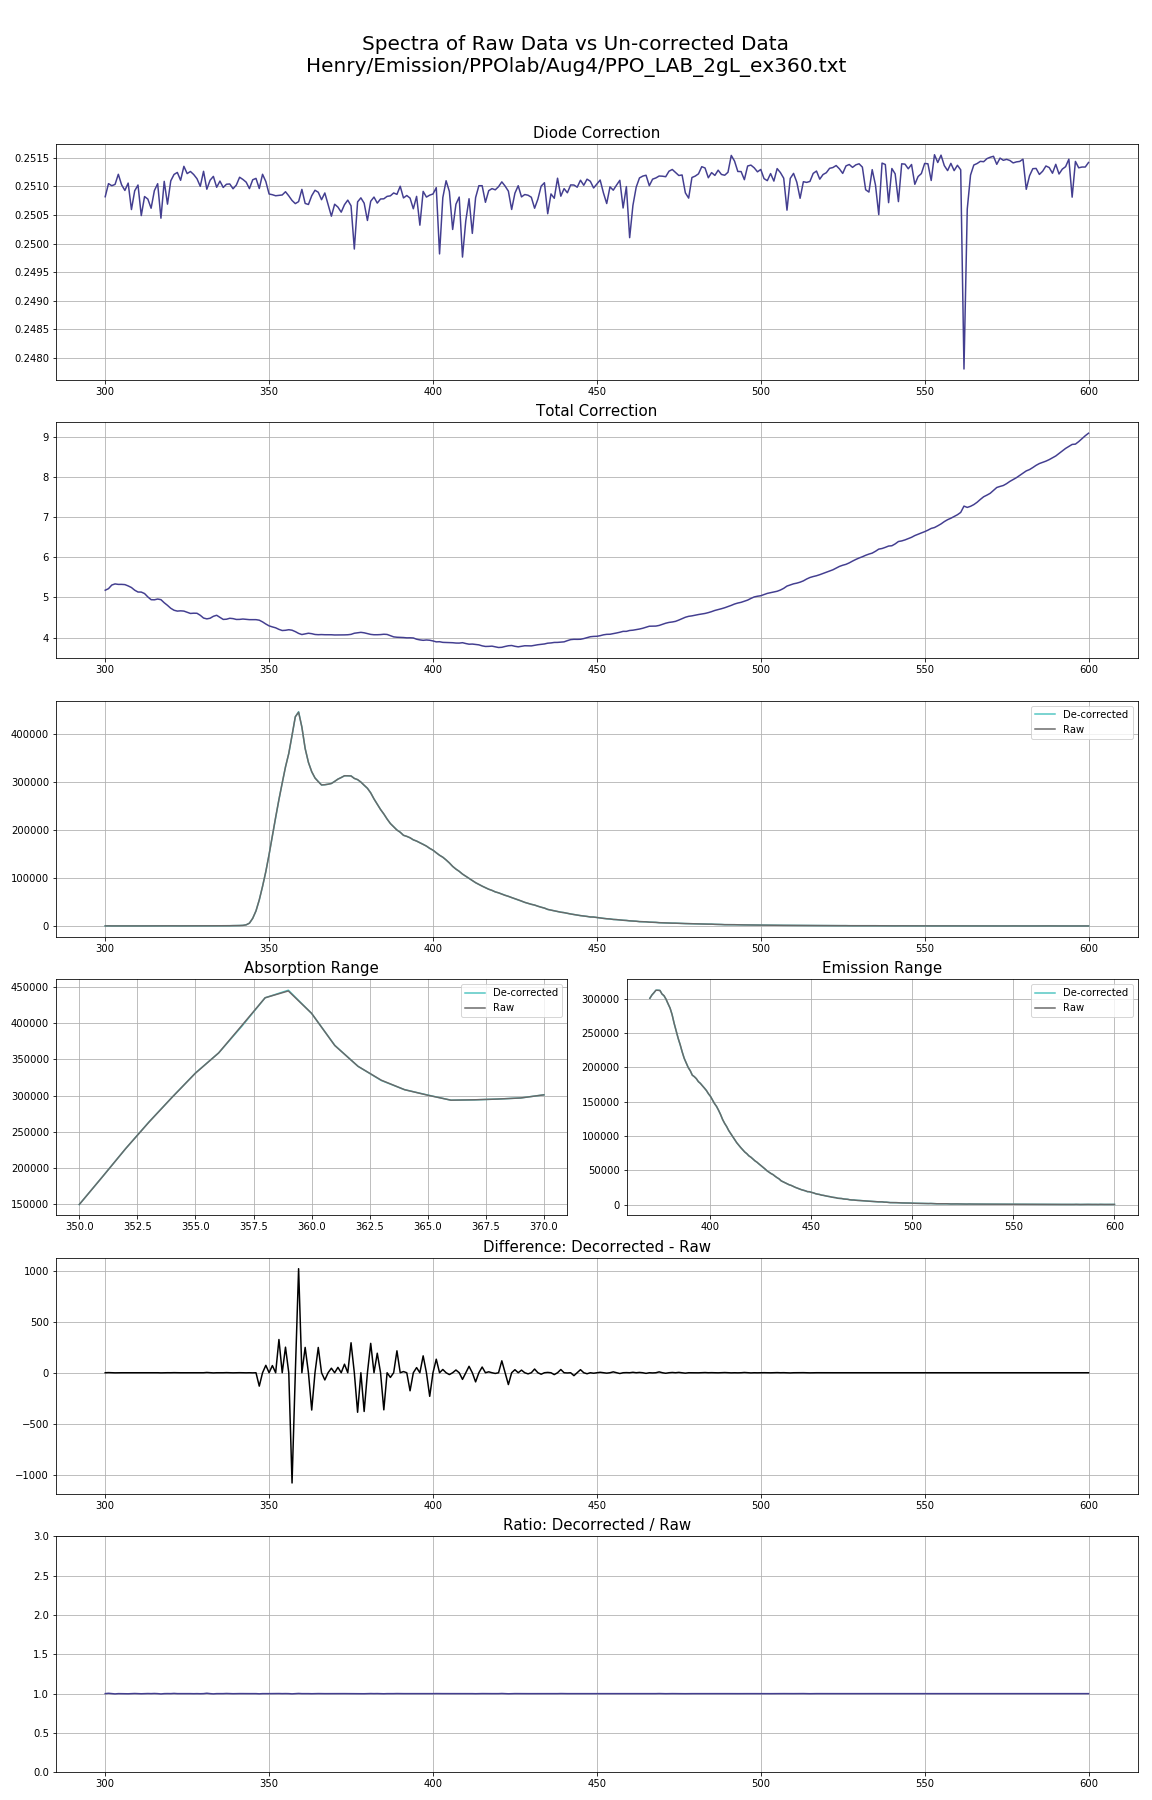 Spectra of Raw Data vs Un-corrected Data
Henry/Emission/PPOlab/Aug4/PPO_LAB_2gL_ex360.txt
Diode Correction
0.2515
0.2510
0.2505
0.2500
0.2495
0.2490
0.2485
0.2480
300 350 400 450 500 550 600
Total Correction
9
8
7
6
5
4
300 350 400 450 500 550 600
De-corrected
Raw
400000
300000
200000
100000
0
300 350 400 450 500 550 600
Absorption Range
De-corrected
Raw
450000
400000
350000
300000
250000
200000
150000
350.0 352.5 355.0 357.5 360.0 362.5 365.0 367.5 370.0
Emission Range
De-corrected
Raw
300000
250000
200000
150000
100000
50000
0
400 450 500 550 600
Difference: Decorrected - Raw
1000
500
0
−500
−1000
300 350 400 450 500 550 600
Ratio: Decorrected / Raw
3.0
2.5
2.0
1.5
1.0
0.5
0.0
300 350 400 450 500 550 600